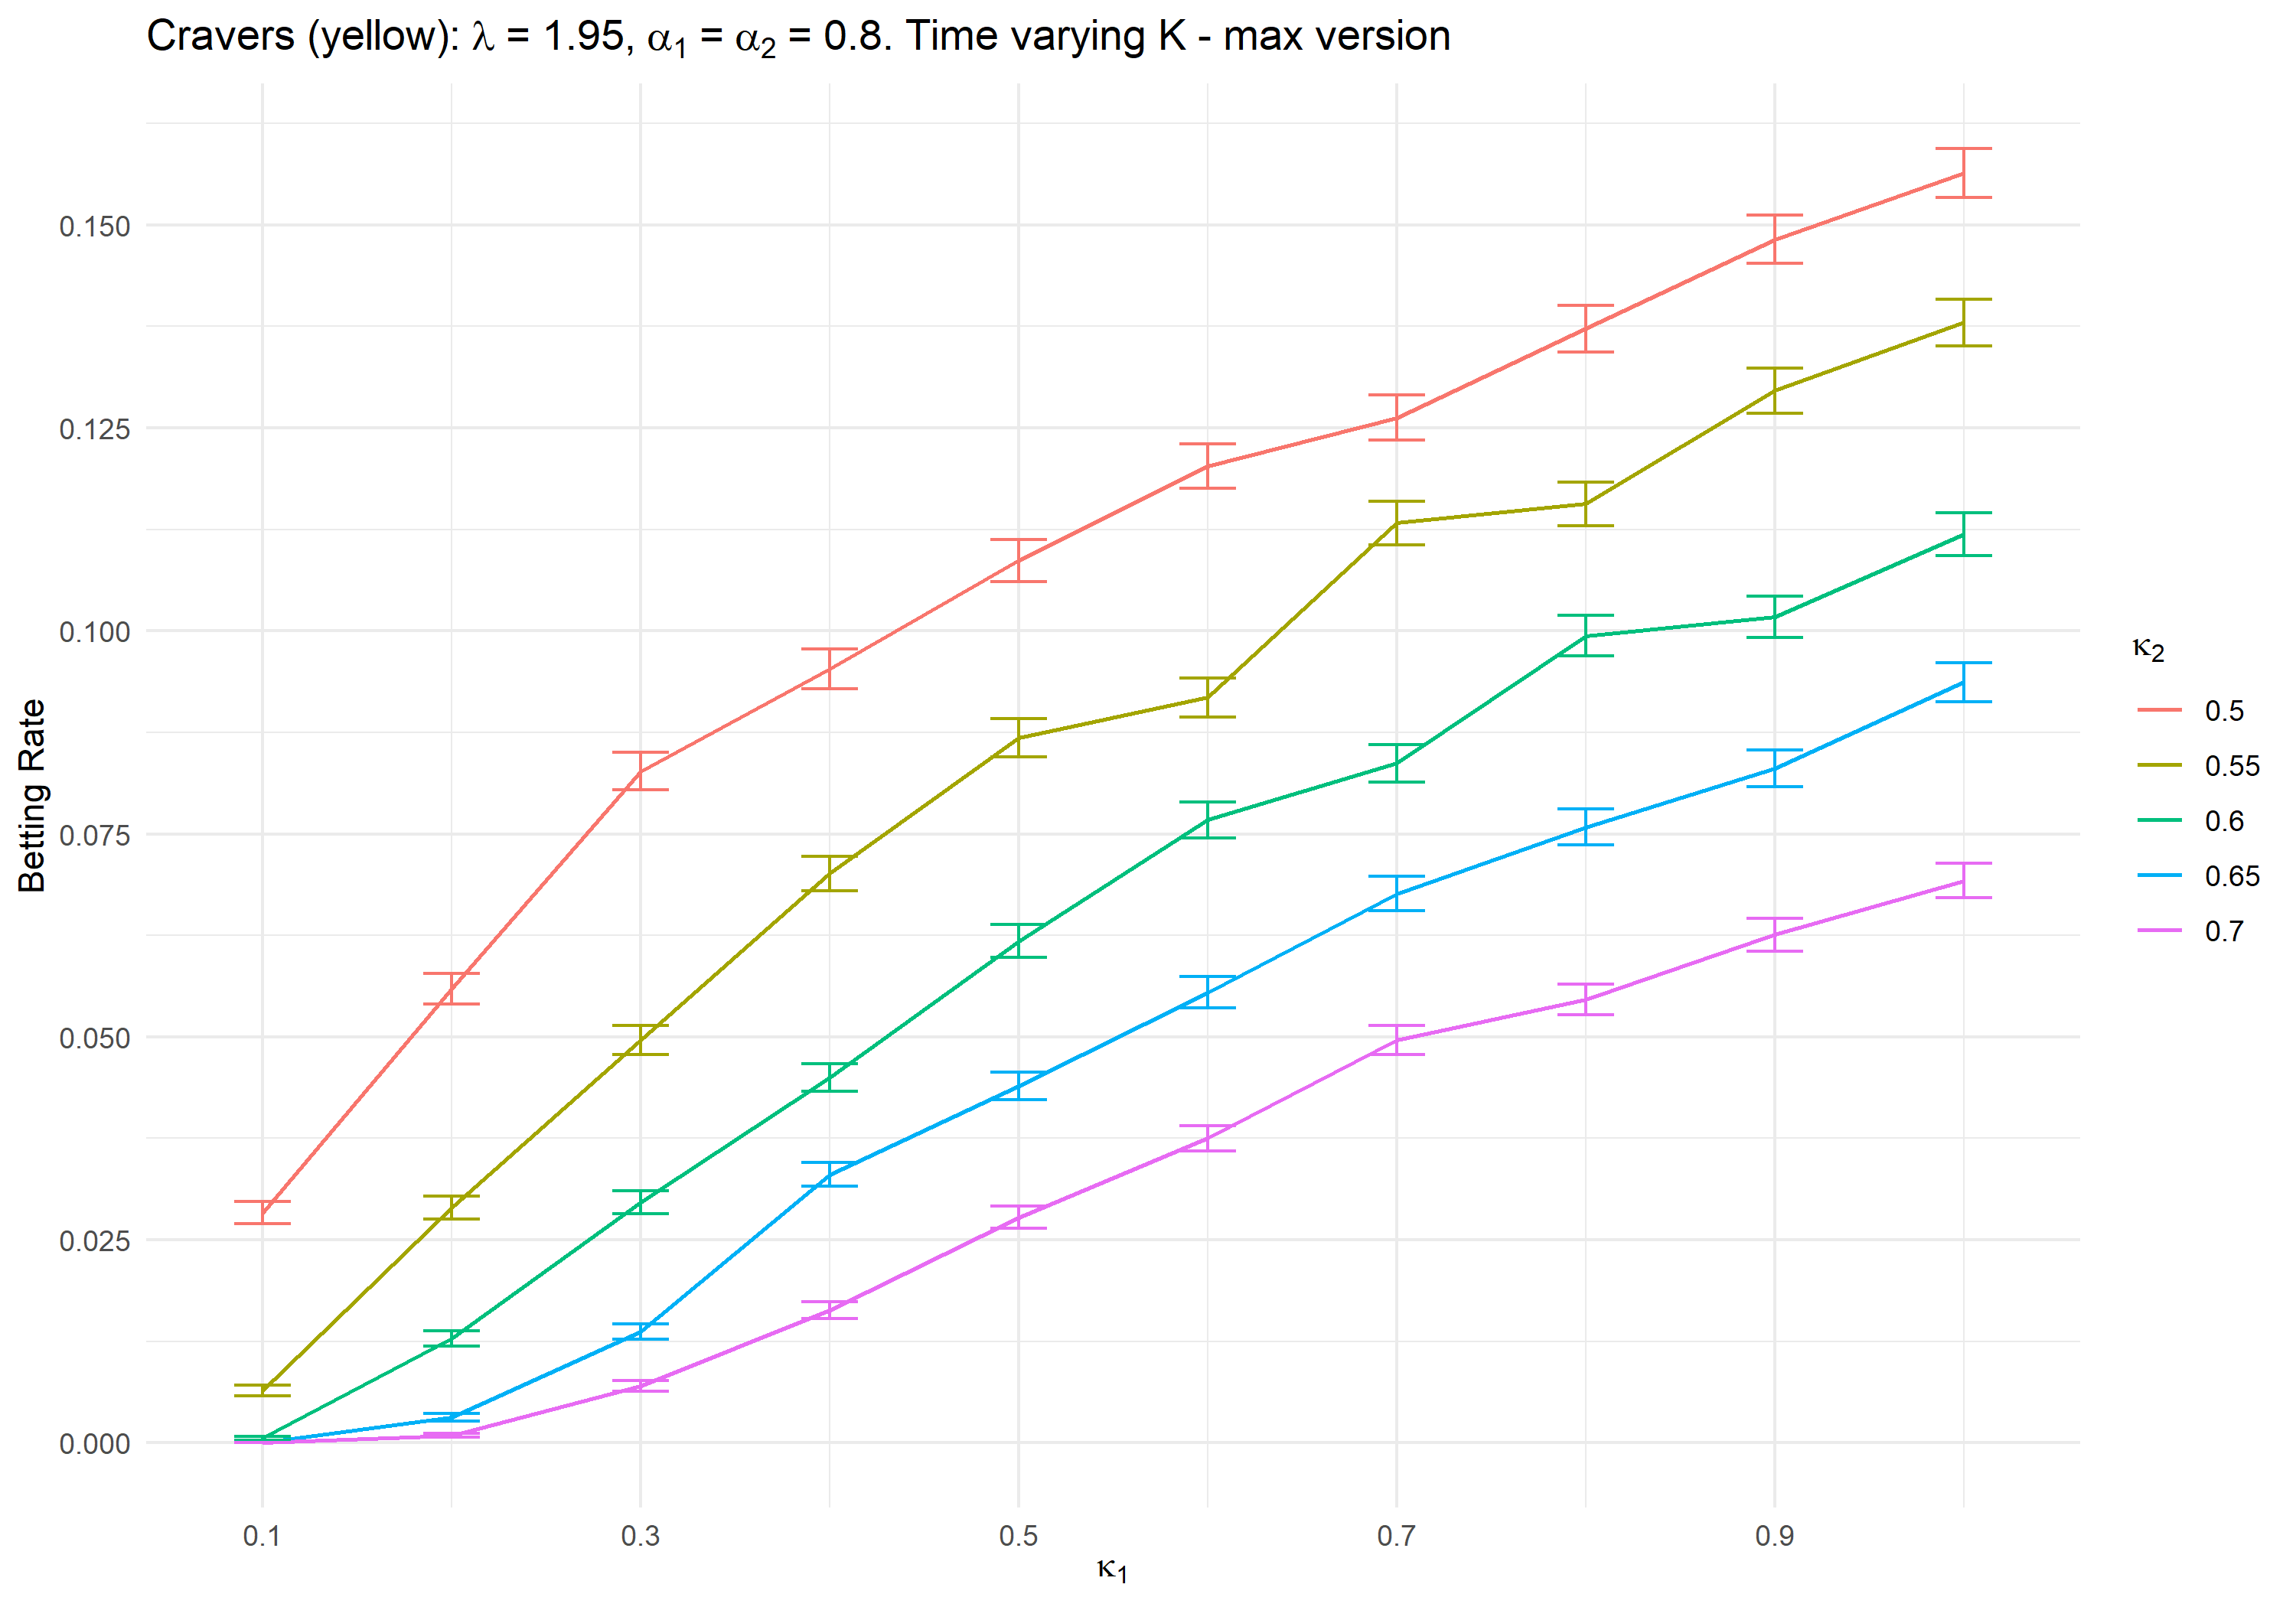 Cravers (yellow): λ = 1.95, α₁ = α₂ = 0.8. Time varying K - max version
Betting Rate
0.150
0.125
0.100
0.075
0.050
0.025
0.000
0.1 0.3 0.5 0.7 0.9
κ₁
κ₂
0.5
0.55
0.6
0.65
0.7